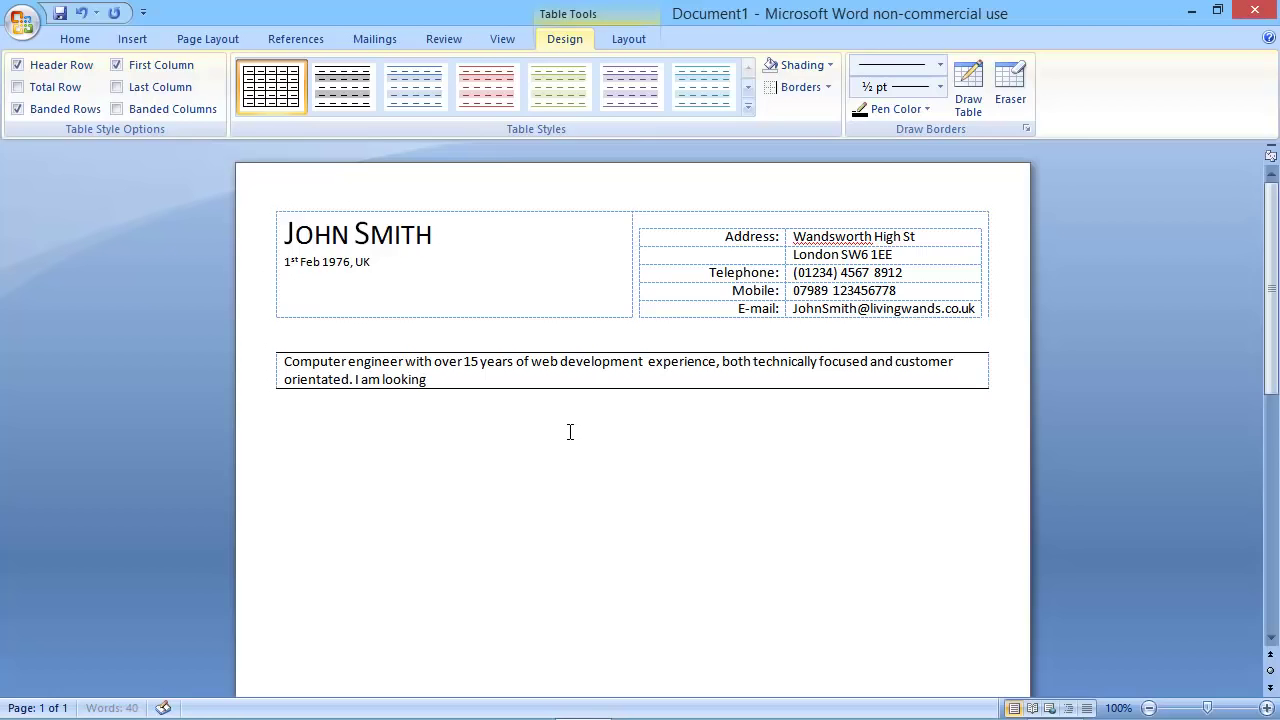 Table Tools
Document1 - Microsoft Word non-commercial use
Home Insert Page Layout References Mailings Review View Design Layout
Header Row First Column
Total Row Last Column
Banded Rows Banded Columns
Table Style Options
Table Styles
Shading
Borders
½ pt
Pen Color
Draw Table
Eraser
Draw Borders
JOHN SMITH
1st Feb 1976, UK
Address: Wandsworth High St
London SW6 1EE
Telephone: (01234) 4567 8912
Mobile: 07989 123456778
E-mail: JohnSmith@livingwands.co.uk
Computer engineer with over 15 years of web development experience, both technically focused and customer
orientated. I am looking
Page: 1 of 1 Words: 40 100%